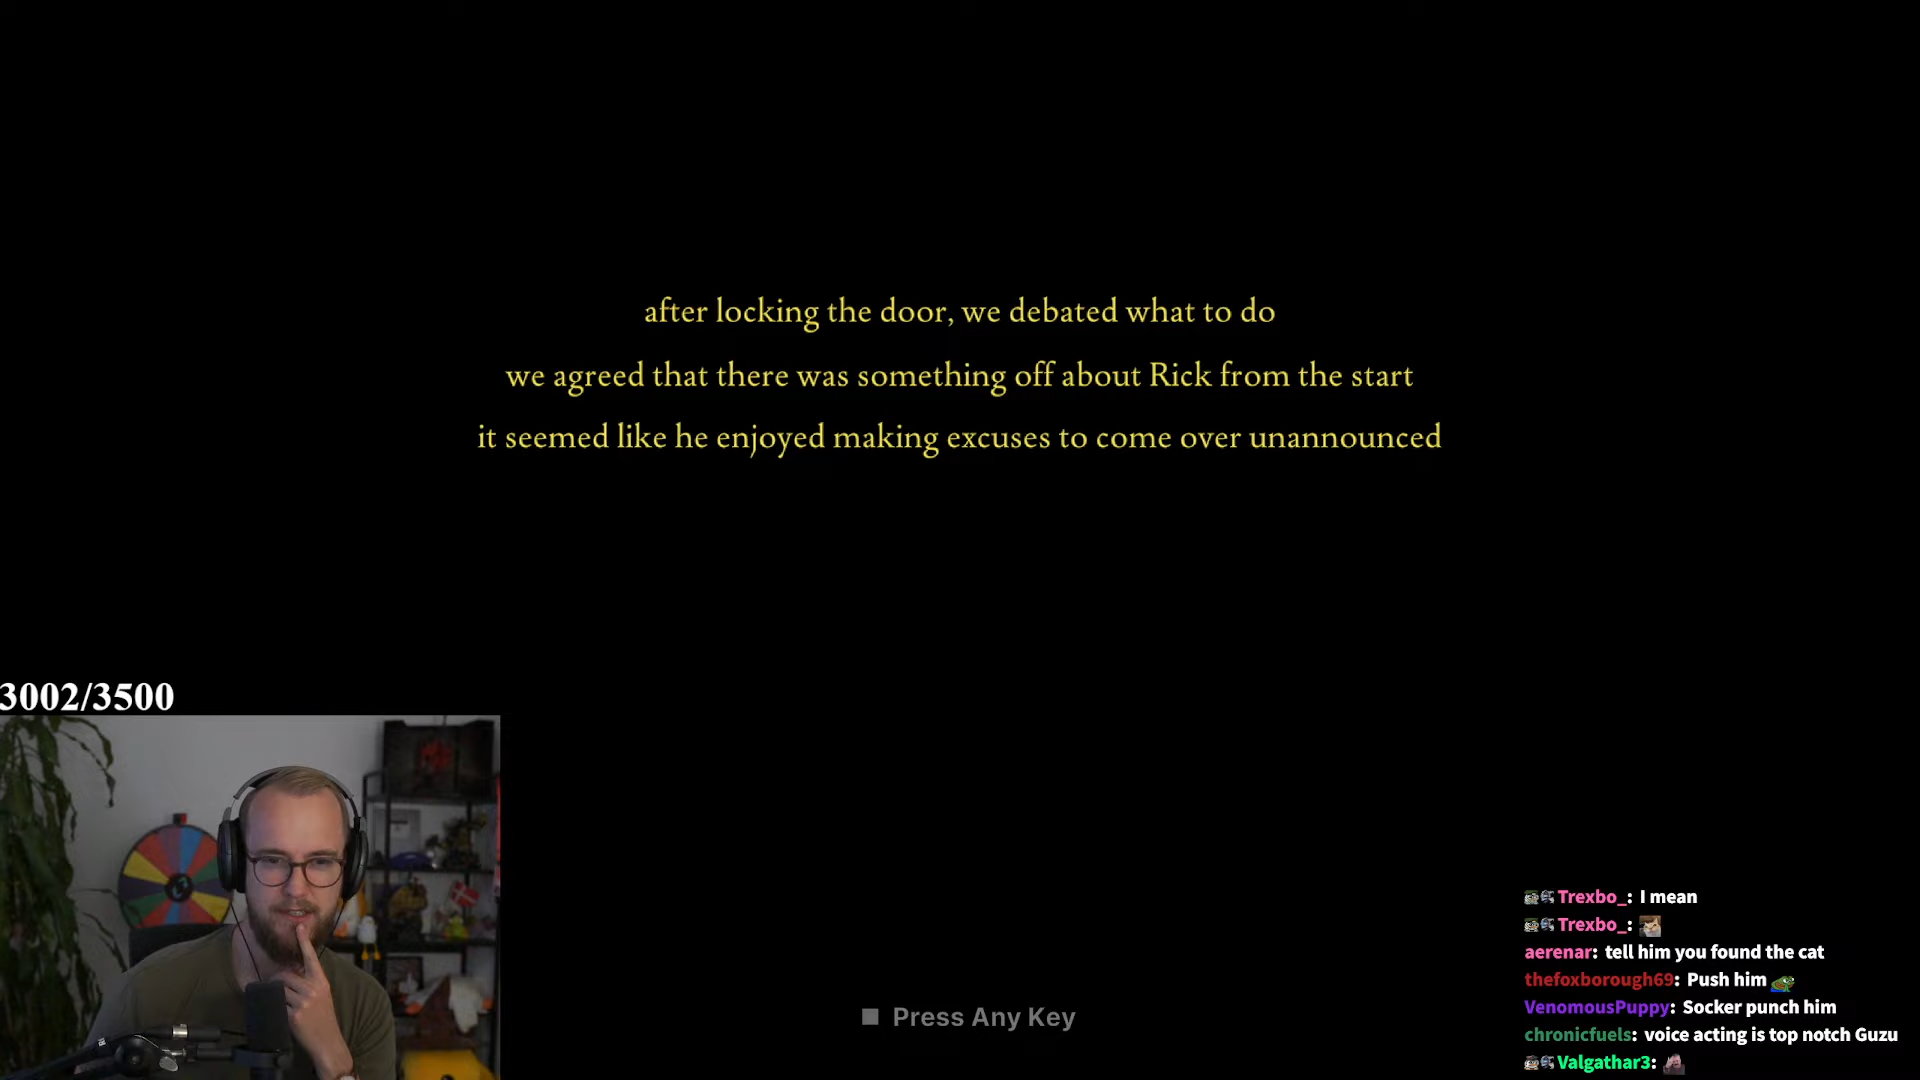 after locking the door, we debated what to do
we agreed that there was something off about Rick from the start
it seemed like he enjoyed making excuses to come over unannounced
3002/3500
Trexbo_: I mean
Trexbo_:
aerenar: tell him you found the cat
thefoxborough69: Push him
VenomousPuppy: Socker punch him
chronicfuels: voice acting is top notch Guzu
Valgathar3:
Press Any Key